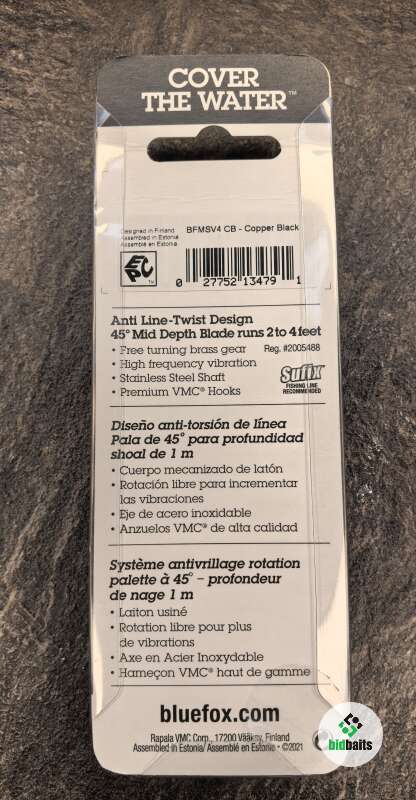 COVER
THE WATER™
Designed in Finland
Assembled in Estonia
Assemblé en Estonie
BFMSV4 CB - Copper Black
EPC™
0 27752 13479 1
Anti Line-Twist Design
45° Mid Depth Blade runs 2 to 4 feet
• Free turning brass gear Reg. #2005488
• High frequency vibration
• Stainless Steel Shaft
• Premium VMC® Hooks
Sufix
FISHING LINE
RECOMMENDED
Diseño anti-torsión de línea
Pala de 45° para profundidad
shoal de 1 m
• Cuerpo mecanizado de latón
• Rotación libre para incrementar
las vibraciones
• Eje de acero inoxidable
• Anzuelos VMC® de alta calidad
Système antivrillage rotation
palette à 45° – profondeur
de nage 1 m
• Laiton usiné
• Rotation libre pour plus
de vibrations
• Axe en Acier Inoxydable
• Hameçon VMC® haut de gamme
bluefox.com
Rapala VMC Corp., 17200 Vääksy, Finland
Assembled in Estonia/ Assemblé en Estonie • ©2021
bidbaits